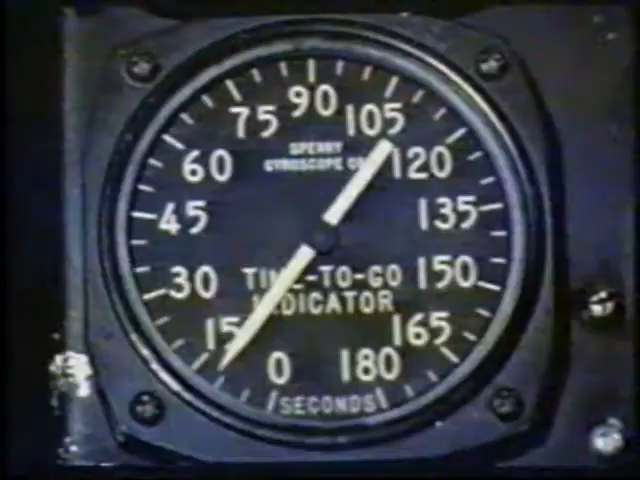 90
75 105
SPERRY
GYROSCOPE CO
60 120
45 135
30 TIME-TO-GO 150
INDICATOR
15 165
0 180
SECONDS